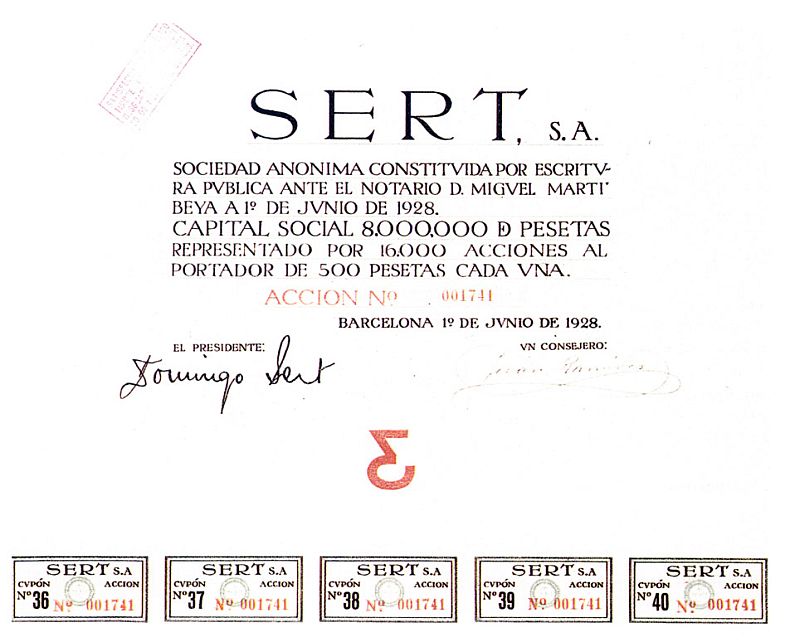 SERT, S.A.
SOCIEDAD ANONIMA CONSTITVIDA POR ESCRITV-
RA PVBLICA ANTE EL NOTARIO D. MIGVEL MARTI
BEYA A 1º DE JVNIO DE 1928.
CAPITAL SOCIAL 8.000,000 D PESETAS
REPRESENTADO POR 16.000 ACCIONES AL
PORTADOR DE 500 PESETAS CADA VNA.
ACCION Nº 001741
BARCELONA 1º DE JVNIO DE 1928.
EL PRESIDENTE: VN CONSEJERO:
Domingo Sert
SERT S.A SERT S.A SERT S.A SERT S.A SERT S.A
CVPÓN ACCION CVPÓN ACCION CVPÓN ACCION CVPÓN ACCION CVPÓN ACCION
Nº 36 Nº 001741 Nº 37 Nº 001741 Nº 38 Nº 001741 Nº 39 Nº 001741 Nº 40 Nº 001741